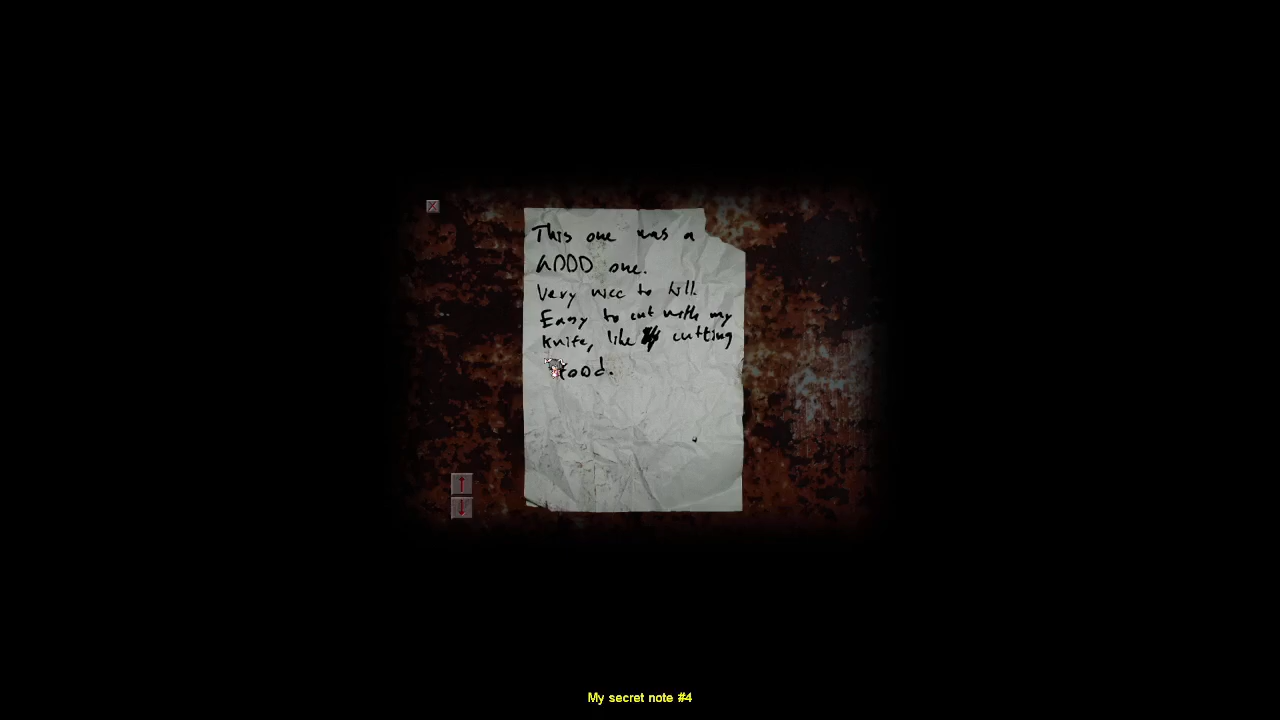 This one was a
GOOD one.
Very nice to kill.
Easy to cut with my
knife, like cutting
food.
My secret note #4